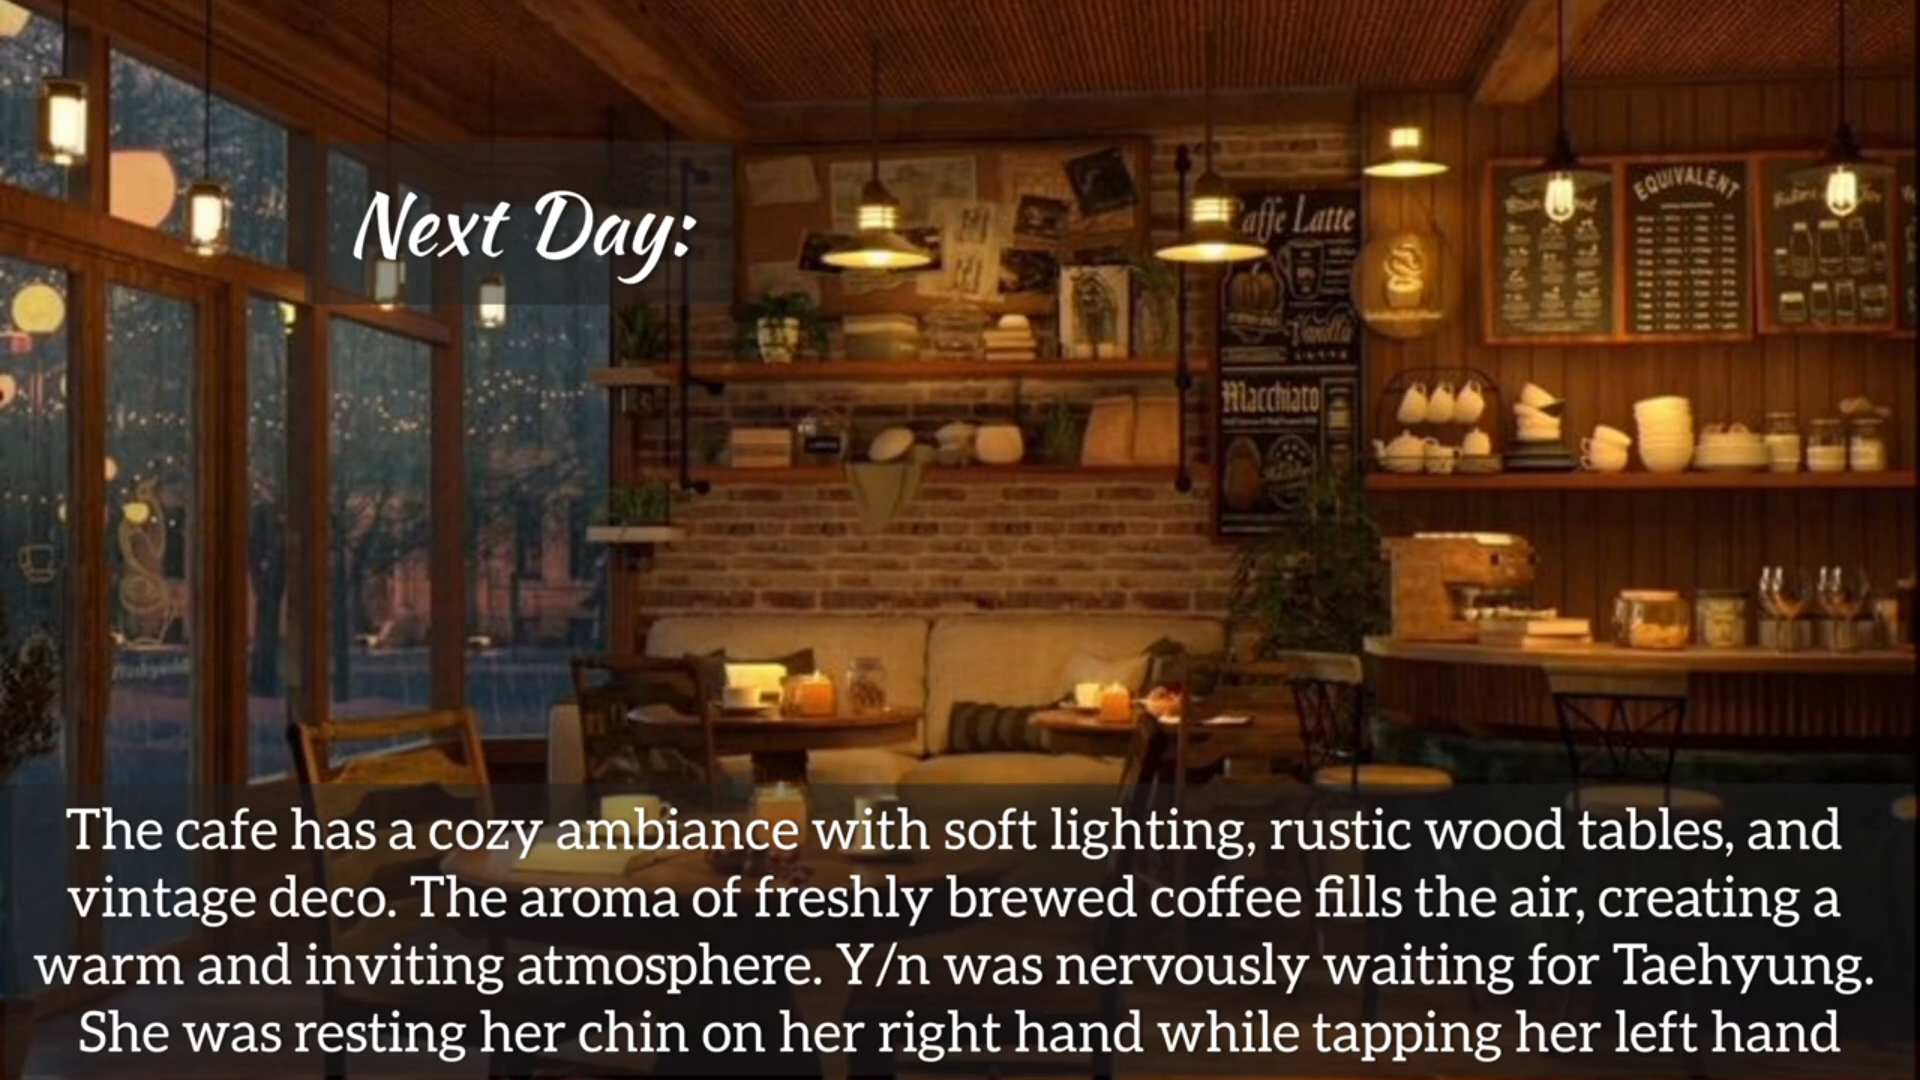 Next Day:
affe Latte
EQUIVALENT
Vanilla
Macchiato
The cafe has a cozy ambiance with soft lighting, rustic wood tables, and
vintage deco. The aroma of freshly brewed coffee fills the air, creating a
warm and inviting atmosphere. Y/n was nervously waiting for Taehyung.
She was resting her chin on her right hand while tapping her left hand